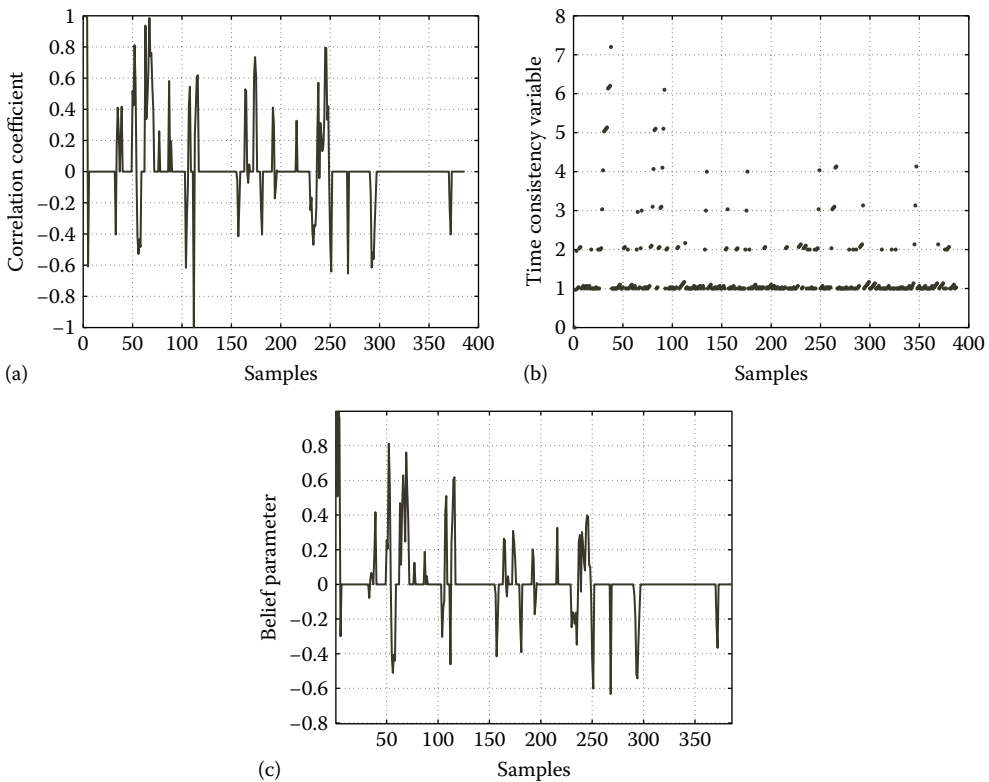 1
0.8
0.6
0.4
0.2
0
−0.2
−0.4
−0.6
−0.8
−1
Correlation coefficient
0 50 100 150 200 250 300 350 400
Samples
(a)
8
7
6
5
4
3
2
1
0
Time consistency variable
0 50 100 150 200 250 300 350 400
Samples
(b)
0.8
0.6
0.4
0.2
0
−0.2
−0.4
−0.6
−0.8
Belief parameter
50 100 150 200 250 300 350
Samples
(c)